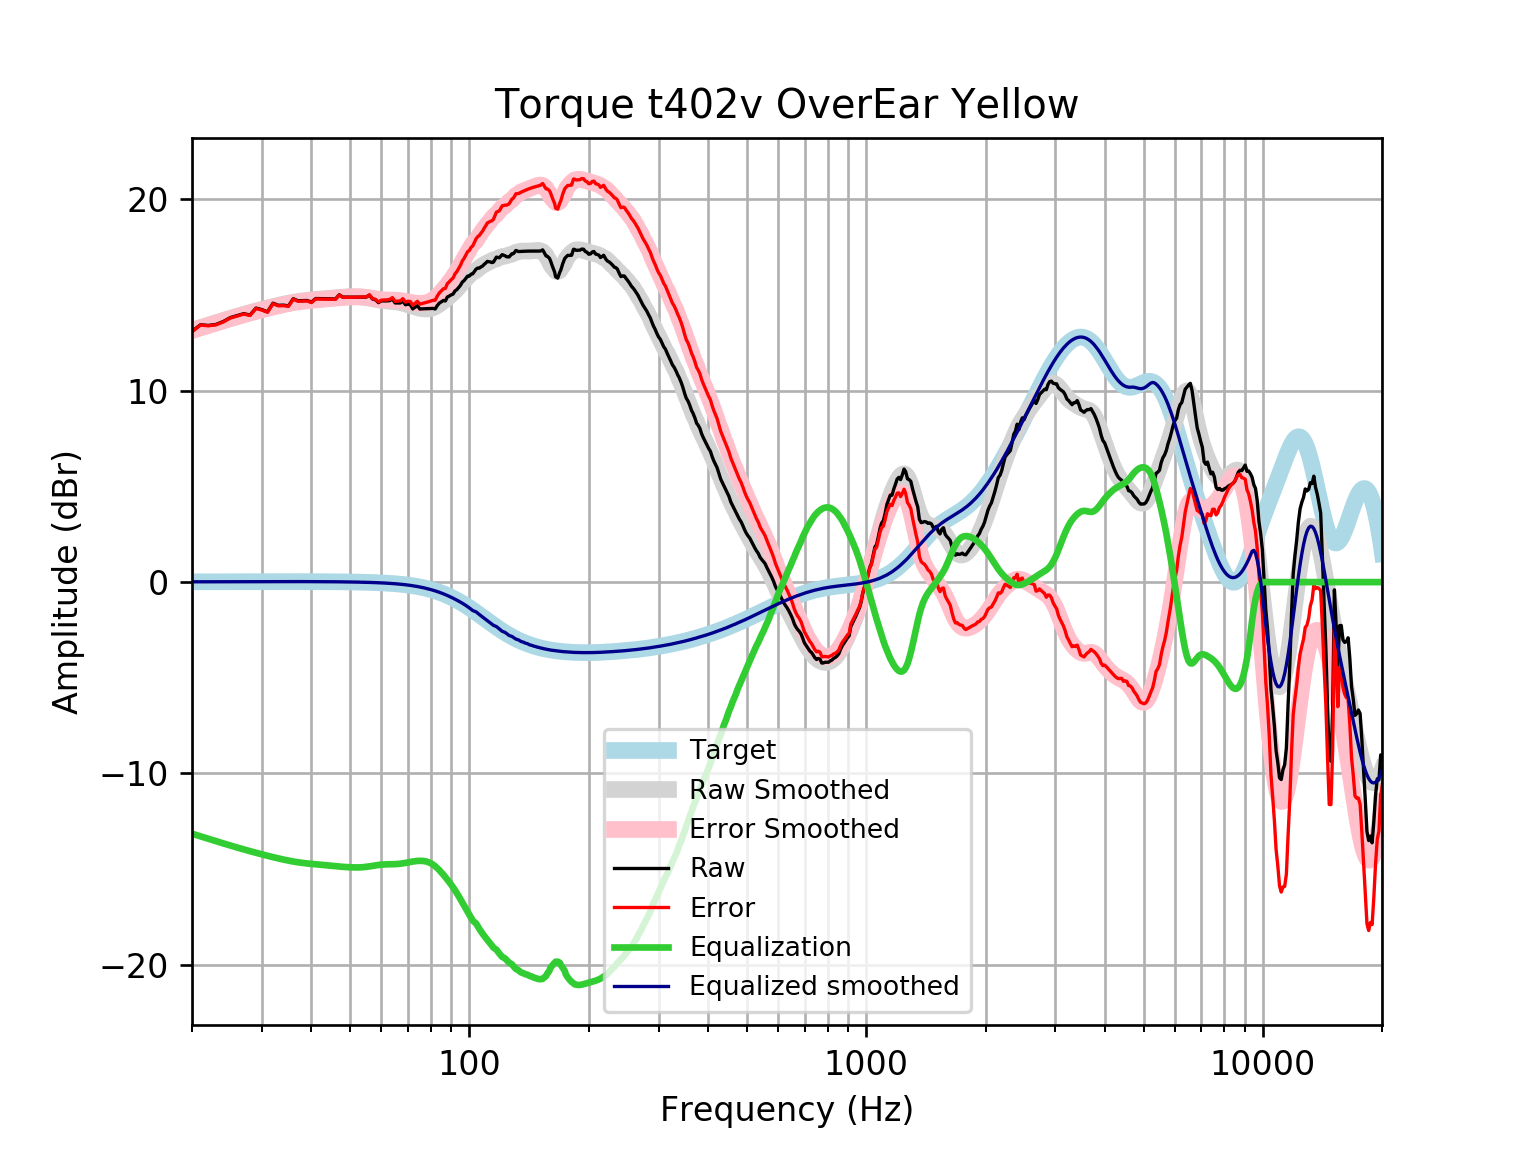 Torque t402v OverEar Yellow
Amplitude (dBr)
20
10
0
−10
−20
Target
Raw Smoothed
Error Smoothed
Raw
Error
Equalization
Equalized smoothed
100
1000
10000
Frequency (Hz)